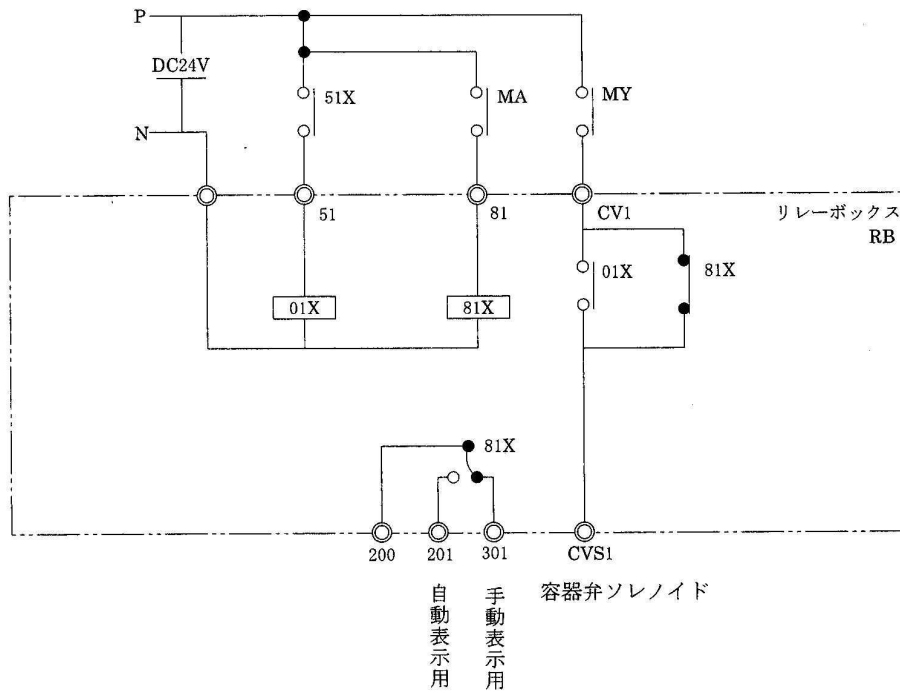 P
DC24V
N
51X
MA
MY
51
81
CV1
リレーボックス
RB
01X
81X
01X
81X
81X
200
201
301
CVS1
自動表示用
手動表示用
容器弁ソレノイド